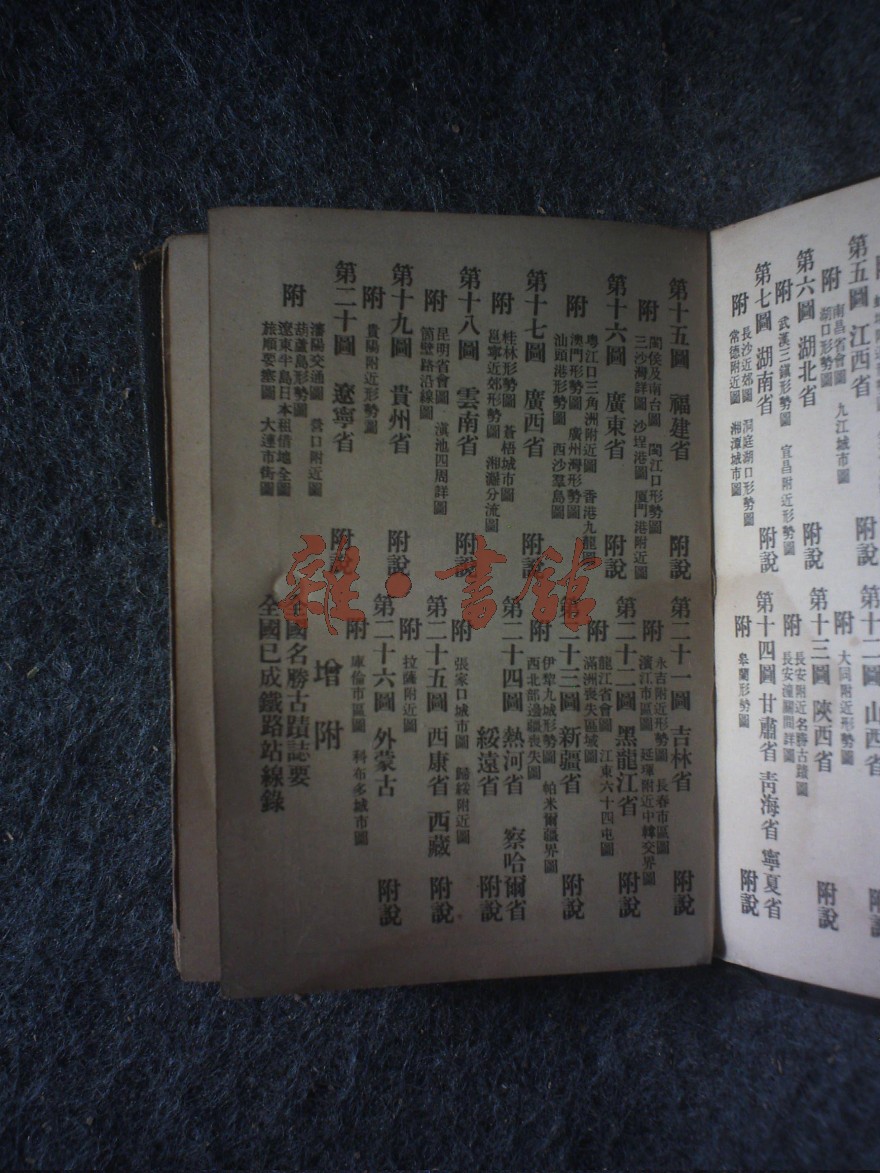 第五圖 江西省
附 南昌省會圖 九江城市圖
湖口形勢圖
第六圖 湖北省 附說
附 武漢三鎮形勢圖 宜昌附近形勢圖
第七圖 湖南省 附說
附 長沙近郊圖 洞庭湖口形勢圖
常德附近圖 湘潭城市圖
山西省
附 大同附近形勢圖
第十三圖 陝西省 附說
附 長安附近名勝古蹟圖
長安潼關間詳圖
第十四圖 甘肅省 青海省 寧夏省 附說
附 皋蘭形勢圖
第十五圖 福建省 附說
附 閩侯及南台圖 閩江口形勢圖
三沙灣詳圖 沙埕港圖 廈門港附近圖
第十六圖 廣東省 附說
附 粵江口三角洲附近圖 香港九龍圖
澳門形勢圖 廣州灣形勢圖
汕頭港形勢圖 西沙羣島圖
第十七圖 廣西省 附說
附 桂林形勢圖 蒼梧城市圖
邕寧近郊形勢圖 湘灕分流圖
第十八圖 雲南省 附說
附 昆明省會圖 滇池四周詳圖
箇壁路沿線圖
第十九圖 貴州省 附說
附 貴陽附近形勢圖
第二十圖 遼寧省 附說
附 瀋陽交通圖 營口附近圖
葫蘆島形勢圖
遼東半島日本租借地全圖
旅順要塞圖 大連市街圖
第二十一圖 吉林省 附說
附 永吉附近形勢圖 長春市區圖
濱江市區圖 延琿附近中韓交界圖
第二十二圖 黑龍江省 附說
附 龍江省會圖 江東六十四屯圖
滿洲喪失區域圖
第二十三圖 新疆省 附說
附 伊犂九城形勢圖 帕米爾疆界圖
西北部邊疆喪失圖
第二十四圖 熱河省 察哈爾省
綏遠省 附說
附 張家口城市圖 歸綏附近圖
第二十五圖 西康省 西藏 附說
附 拉薩附近圖
第二十六圖 外蒙古 附說
附 庫倫市區圖 科布多城市圖
增附
全國名勝古蹟誌要
全國已成鐵路站線錄
雜·書館